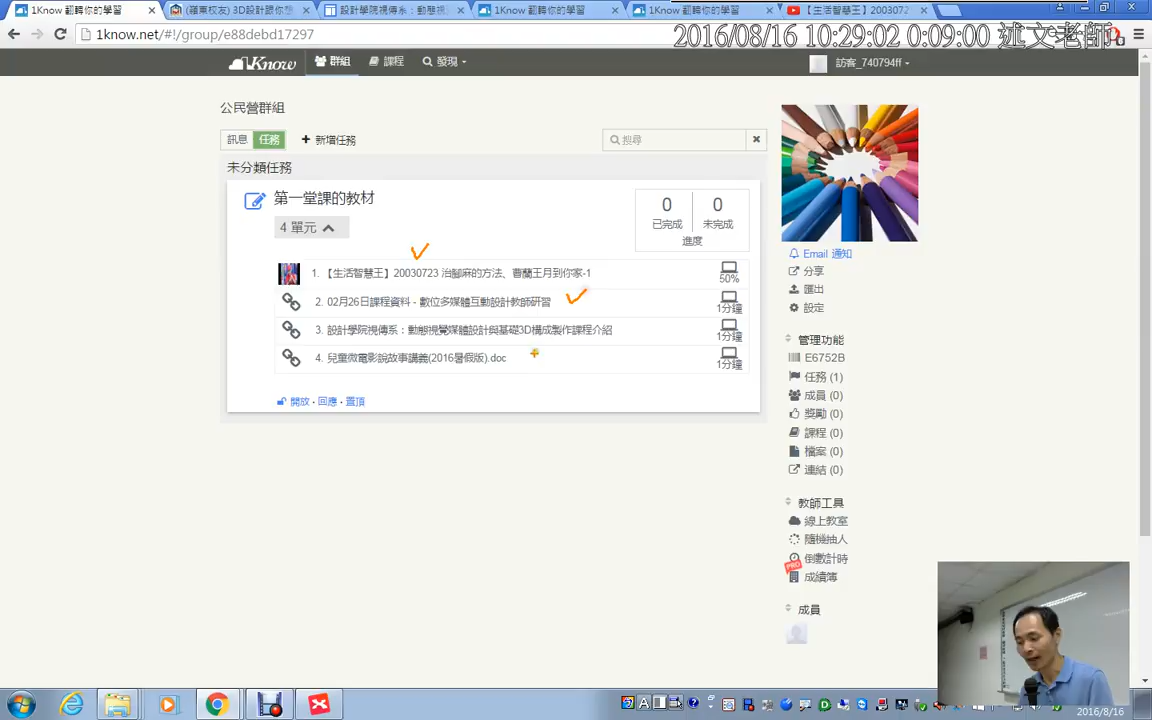 1Know 翻轉你的學習
(嶺東校友) 3D設計跟你想
設計學院視傳系：動態視
1Know 翻轉你的學習
1Know 翻轉你的學習
【生活智慧王】2003072
1know.net/#!/group/e88debd17297
2016/08/16 10:29:02 0:09:00 述文老師
1Know
群組
課程
發現
訪客_740794ff
公民營群組
訊息
任務
新增任務
搜尋
未分類任務
第一堂課的教材
4 單元
0
已完成
0
未完成
進度
1. 【生活智慧王】20030723 治腳麻的方法、曹蘭王月到你家-1
50%
2. 02月26日課程資料 - 數位多媒體互動設計教師研習
1分鐘
3. 設計學院視傳系：動態視覺媒體設計與基礎3D構成製作課程介紹
1分鐘
4. 兒童微電影說故事講義(2016暑假版).doc
1分鐘
開放 · 回應 · 置頂
Email 通知
分享
匯出
設定
管理功能
E6752B
任務 (1)
成員 (0)
獎勵 (0)
課程 (0)
檔案 (0)
連結 (0)
教師工具
線上教室
隨機抽人
倒數計時
PRO
成績簿
成員
2016/8/16